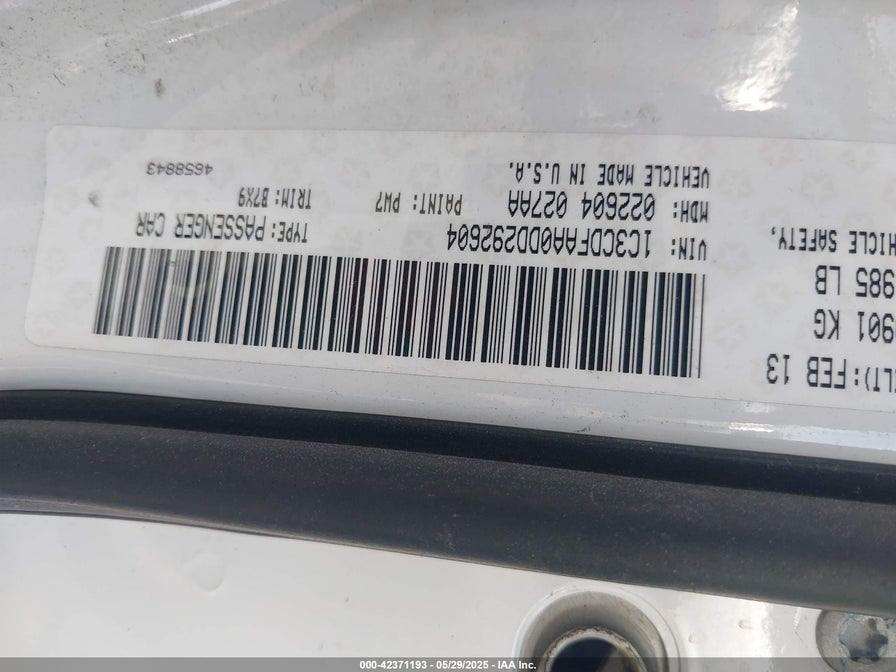 LT): FEB 13
901 KG
985 LB
HICLE SAFETY,
VIN: 1C3CDFAA0DD292604
TYPE: PASSENGER CAR
MDH: 022604 027AA
PAINT: PW7
TRIM: B7X9
VEHICLE MADE IN U.S.A.
4658843
000-42371193 - 05/29/2025 - IAA Inc.